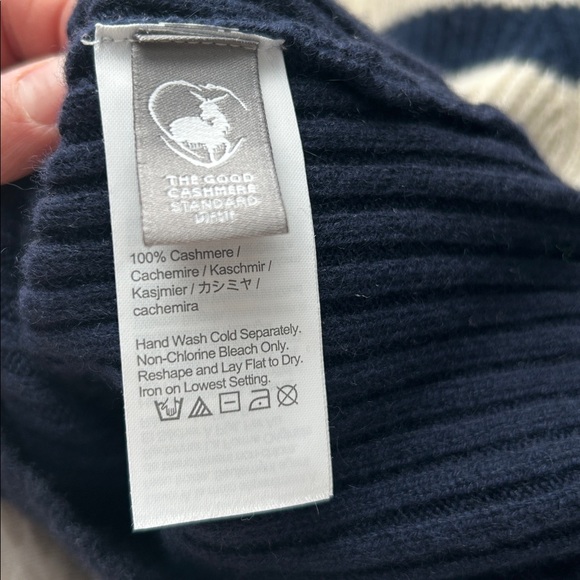 THE GOOD
CASHMERE
STANDARD
100% Cashmere /
Cachemire / Kaschmir /
Kasjmier / カシミヤ /
cachemira
Hand Wash Cold Separately.
Non-Chlorine Bleach Only.
Reshape and Lay Flat to Dry.
Iron on Lowest Setting.